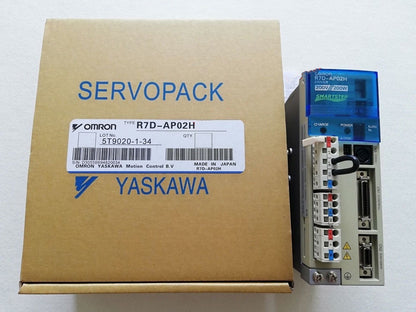 SERVOPACK
OMRON TYPE R7D-AP02H
LOT No. QTY
5T9020-1-34
MADE IN JAPAN
OMRON YASKAWA Motion Control B.V R7D-AP02H
YASKAWA
OMRON
R7D-AP02H
200V 200W
SMARTSTEP
CHARGE POWER